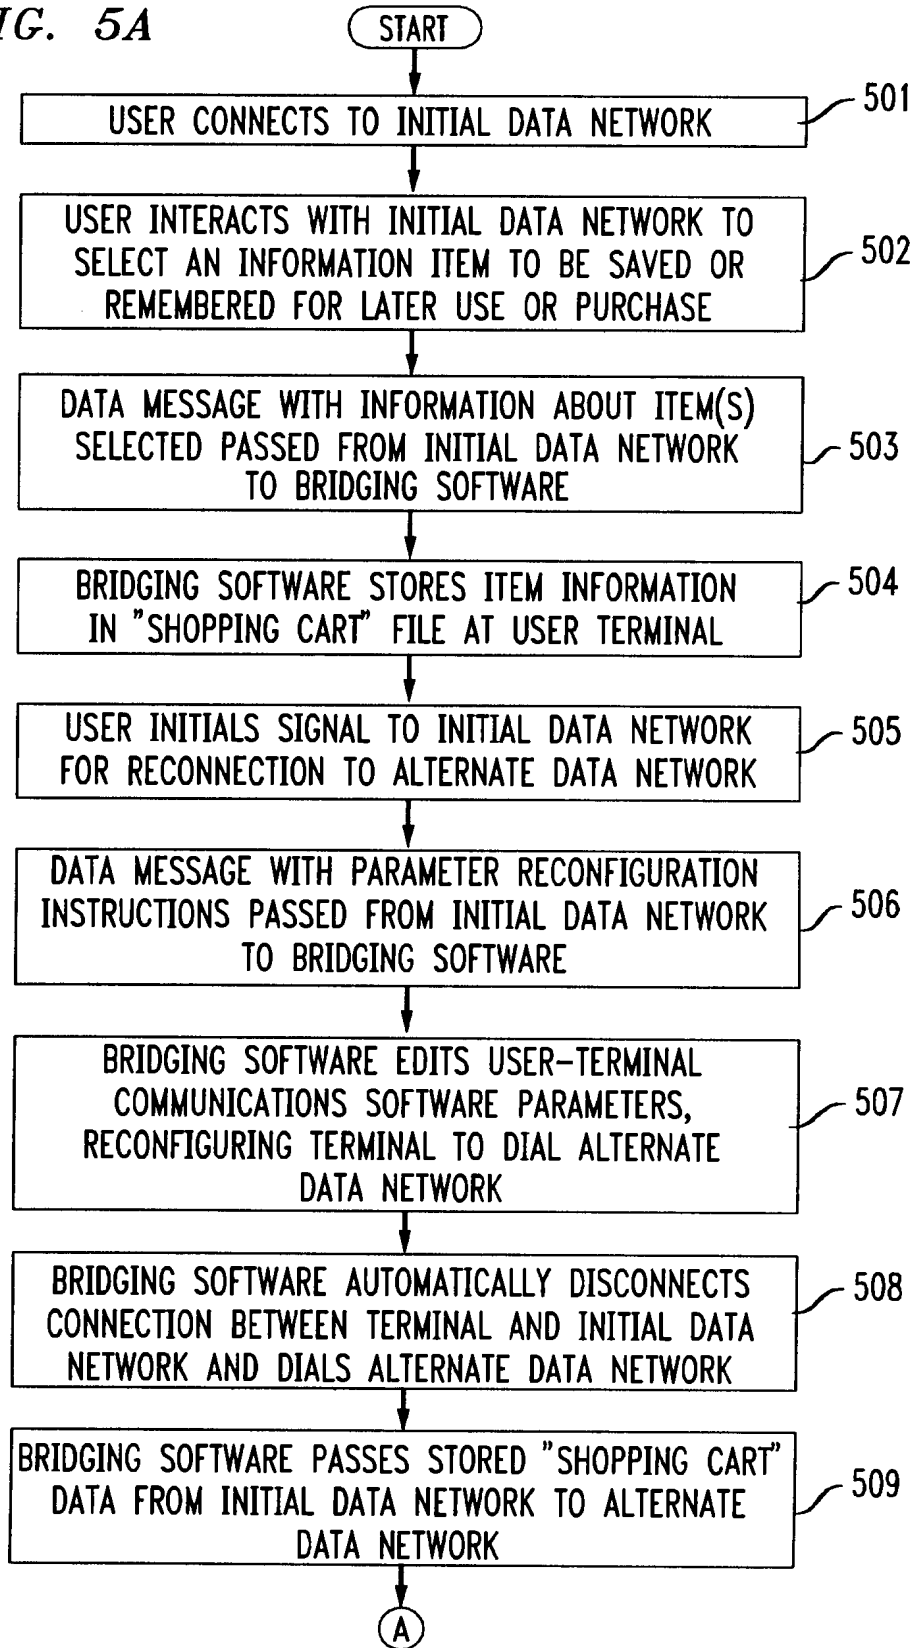 IG. 5A
START
USER CONNECTS TO INITIAL DATA NETWORK
501
USER INTERACTS WITH INITIAL DATA NETWORK TO
SELECT AN INFORMATION ITEM TO BE SAVED OR
REMEMBERED FOR LATER USE OR PURCHASE
502
DATA MESSAGE WITH INFORMATION ABOUT ITEM(S)
SELECTED PASSED FROM INITIAL DATA NETWORK
TO BRIDGING SOFTWARE
503
BRIDGING SOFTWARE STORES ITEM INFORMATION
IN "SHOPPING CART" FILE AT USER TERMINAL
504
USER INITIALS SIGNAL TO INITIAL DATA NETWORK
FOR RECONNECTION TO ALTERNATE DATA NETWORK
505
DATA MESSAGE WITH PARAMETER RECONFIGURATION
INSTRUCTIONS PASSED FROM INITIAL DATA NETWORK
TO BRIDGING SOFTWARE
506
BRIDGING SOFTWARE EDITS USER-TERMINAL
COMMUNICATIONS SOFTWARE PARAMETERS,
RECONFIGURING TERMINAL TO DIAL ALTERNATE
DATA NETWORK
507
BRIDGING SOFTWARE AUTOMATICALLY DISCONNECTS
CONNECTION BETWEEN TERMINAL AND INITIAL DATA
NETWORK AND DIALS ALTERNATE DATA NETWORK
508
BRIDGING SOFTWARE PASSES STORED "SHOPPING CART"
DATA FROM INITIAL DATA NETWORK TO ALTERNATE
DATA NETWORK
509
A